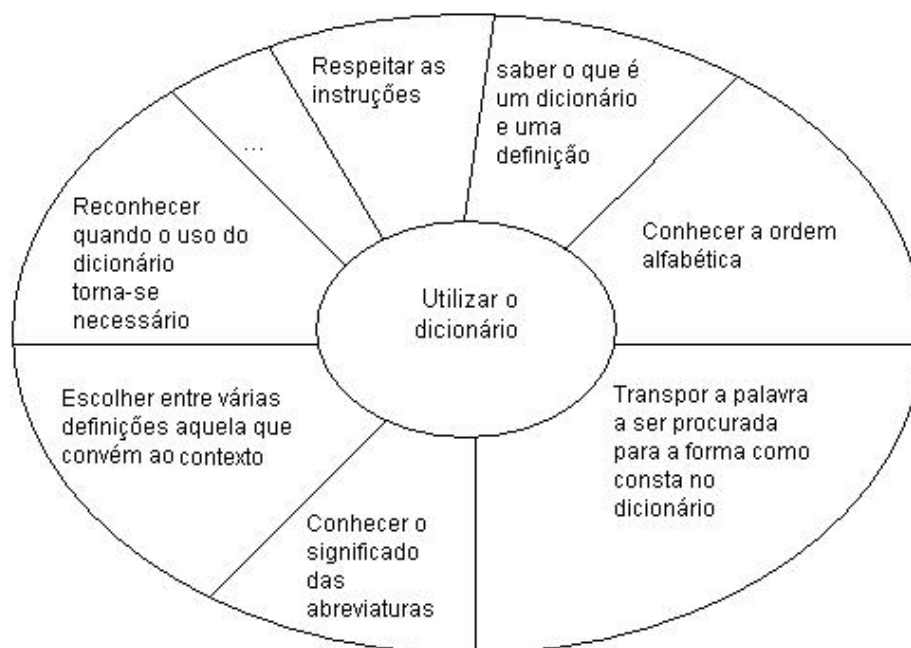 Respeitar as
instruções
saber o que é
um dicionário
e uma
definição
...
Reconhecer
quando o uso do
dicionário
torna-se
necessário
Conhecer a ordem
alfabética
Utilizar o
dicionário
Escolher entre várias
definições aquela que
convém ao contexto
Transpor a palavra
a ser procurada
para a forma como
consta no
dicionário
Conhecer o
significado
das
abreviaturas